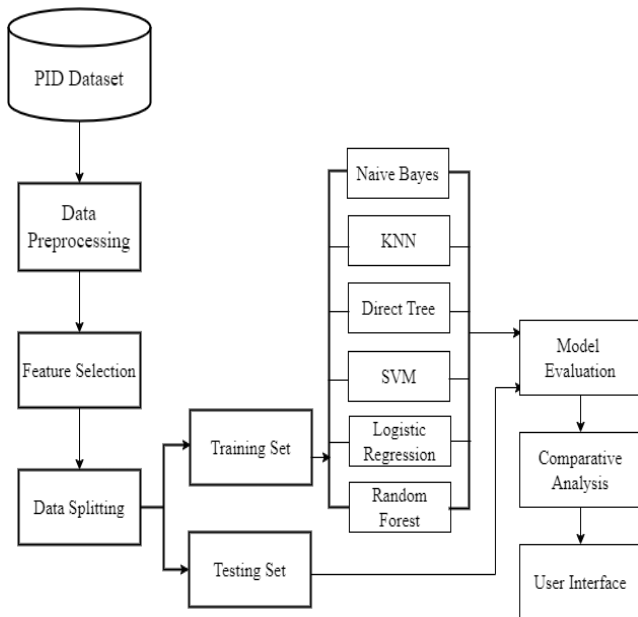 PID Dataset
Data
Preprocessing
Feature Selection
Data Splitting
Training Set
Testing Set
Naive Bayes
KNN
Direct Tree
SVM
Logistic
Regression
Random
Forest
Model
Evaluation
Comparative
Analysis
User Interface